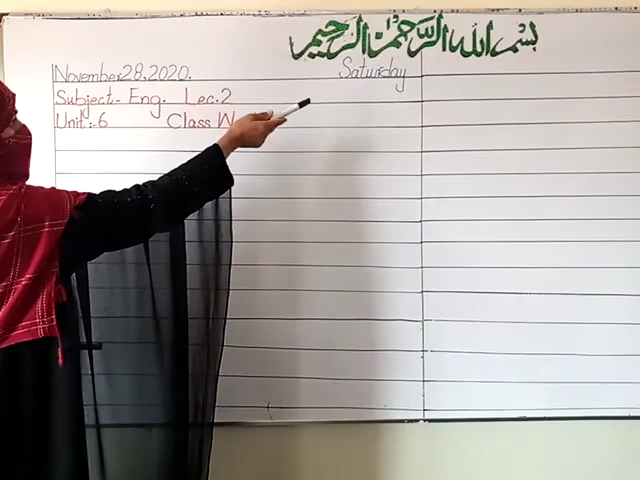 بسم الله الرحمن الرحيم
November 28, 2020. Saturday
Subject:- Eng. Lec. 2
Unit:-6 Class